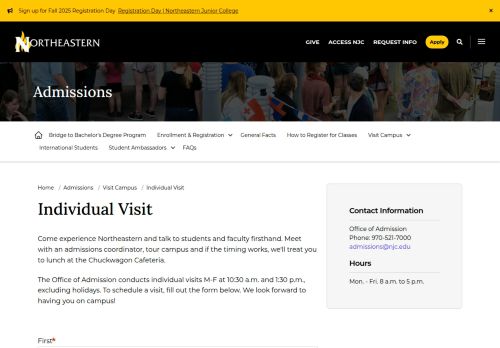 Sign up for Fall 2025 Registration Day Registration Day | Northeastern Junior College ×
NORTHEASTERN GIVE ACCESS NJC REQUEST INFO Apply
Admissions
Bridge to Bachelor's Degree Program Enrollment & Registration General Facts How to Register for Classes Visit Campus
International Students Student Ambassadors FAQs
Home / Admissions / Visit Campus / Individual Visit
Individual Visit
Come experience Northeastern and talk to students and faculty firsthand. Meet
with an admissions coordinator, tour campus and if the timing works, we'll treat you
to lunch at the Chuckwagon Cafeteria.
The Office of Admission conducts individual visits M-F at 10:30 a.m. and 1:30 p.m.,
excluding holidays. To schedule a visit, fill out the form below. We look forward to
having you on campus!
First*
Contact Information
Office of Admission
Phone: 970-521-7000
admissions@njc.edu
Hours
Mon. - Fri. 8 a.m. to 5 p.m.